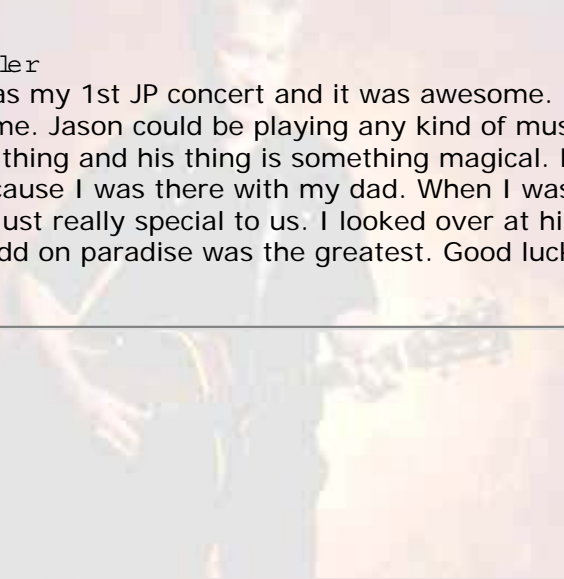 ler
as my 1st JP concert and it was awesome.
me. Jason could be playing any kind of mus
thing and his thing is something magical. I
cause I was there with my dad. When I was
ust really special to us. I looked over at hi
dd on paradise was the greatest. Good luck